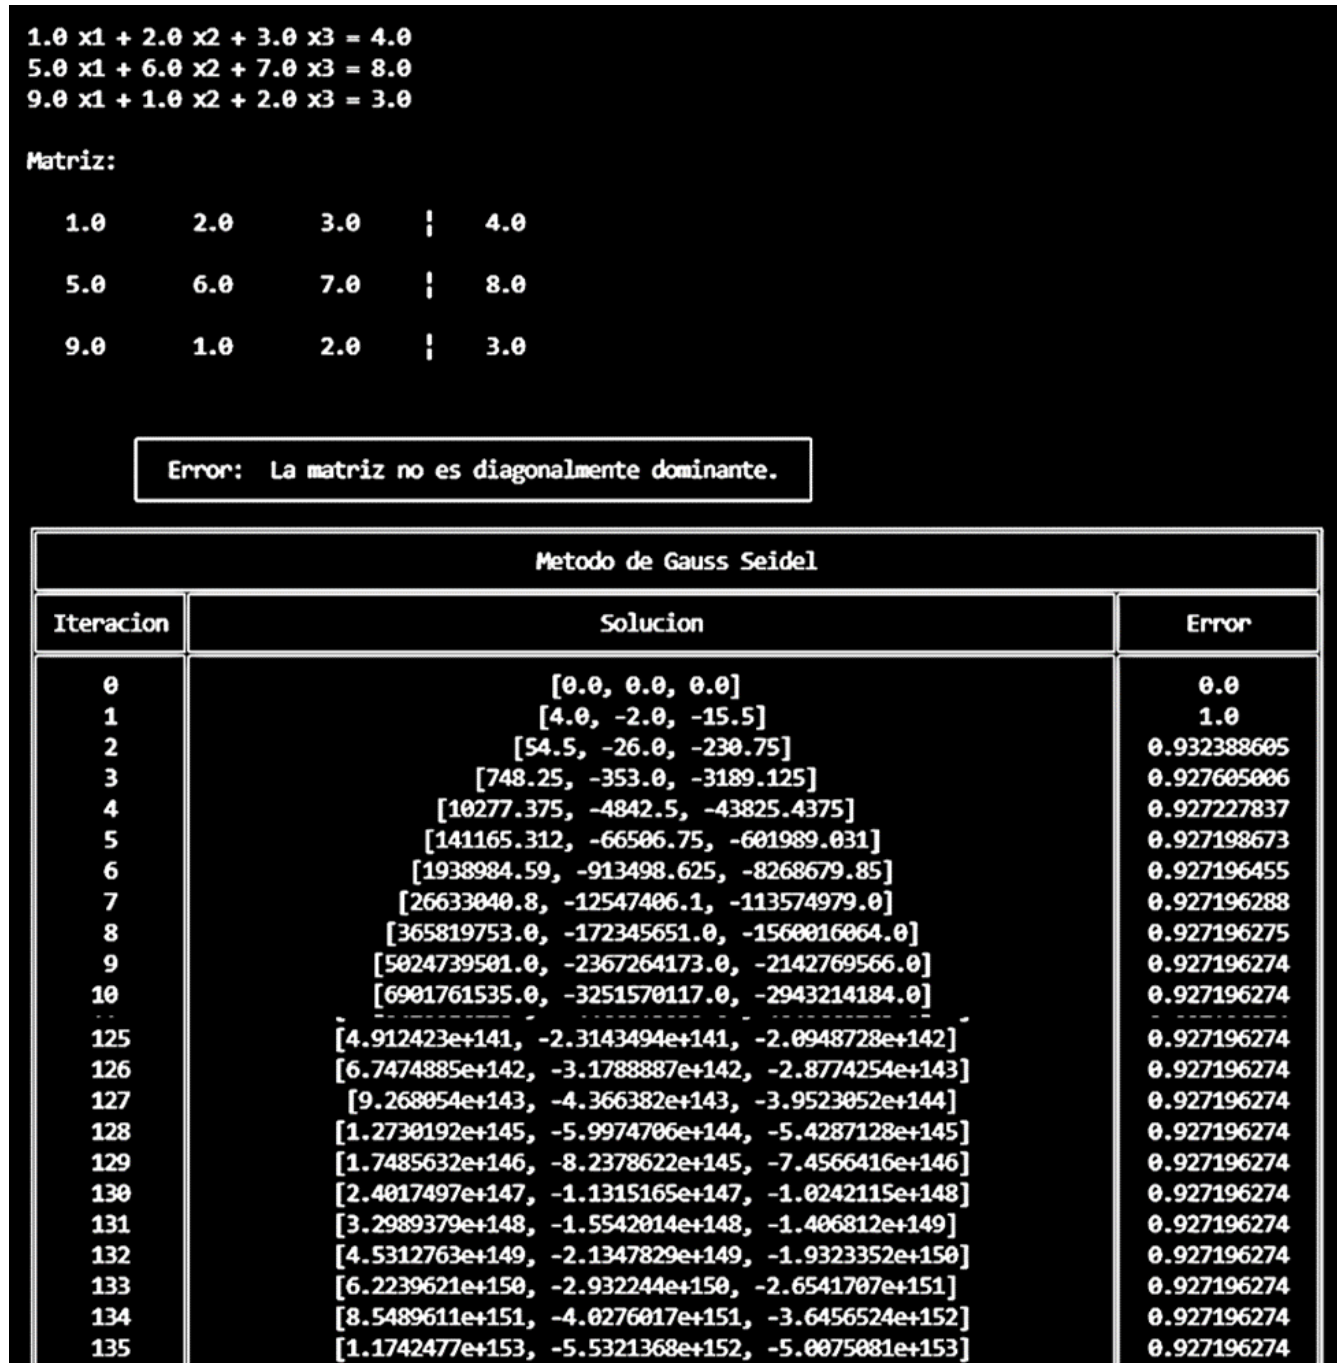 1.0 x1 + 2.0 x2 + 3.0 x3 = 4.0
5.0 x1 + 6.0 x2 + 7.0 x3 = 8.0
9.0 x1 + 1.0 x2 + 2.0 x3 = 3.0
Matriz:
1.0 2.0 3.0 ¦ 4.0
5.0 6.0 7.0 ¦ 8.0
9.0 1.0 2.0 ¦ 3.0
Error: La matriz no es diagonalmente dominante.
Metodo de Gauss Seidel
Iteracion Solucion Error
0 [0.0, 0.0, 0.0] 0.0
1 [4.0, -2.0, -15.5] 1.0
2 [54.5, -26.0, -230.75] 0.932388605
3 [748.25, -353.0, -3189.125] 0.927605006
4 [10277.375, -4842.5, -43825.4375] 0.927227837
5 [141165.312, -66506.75, -601989.031] 0.927198673
6 [1938984.59, -913498.625, -8268679.85] 0.927196455
7 [26633040.8, -12547406.1, -113574979.0] 0.927196288
8 [365819753.0, -172345651.0, -1560016064.0] 0.927196275
9 [5024739501.0, -2367264173.0, -2142769566.0] 0.927196274
10 [6901761535.0, -3251570117.0, -2943214184.0] 0.927196274
125 [4.912423e+141, -2.3143494e+141, -2.0948728e+142] 0.927196274
126 [6.7474885e+142, -3.1788887e+142, -2.8774254e+143] 0.927196274
127 [9.268054e+143, -4.366382e+143, -3.9523052e+144] 0.927196274
128 [1.2730192e+145, -5.9974706e+144, -5.4287128e+145] 0.927196274
129 [1.7485632e+146, -8.2378622e+145, -7.4566416e+146] 0.927196274
130 [2.4017497e+147, -1.1315165e+147, -1.0242115e+148] 0.927196274
131 [3.2989379e+148, -1.5542014e+148, -1.406812e+149] 0.927196274
132 [4.5312763e+149, -2.1347829e+149, -1.9323352e+150] 0.927196274
133 [6.2239621e+150, -2.932244e+150, -2.6541707e+151] 0.927196274
134 [8.5489611e+151, -4.0276017e+151, -3.6456524e+152] 0.927196274
135 [1.1742477e+153, -5.5321368e+152, -5.0075081e+153] 0.927196274